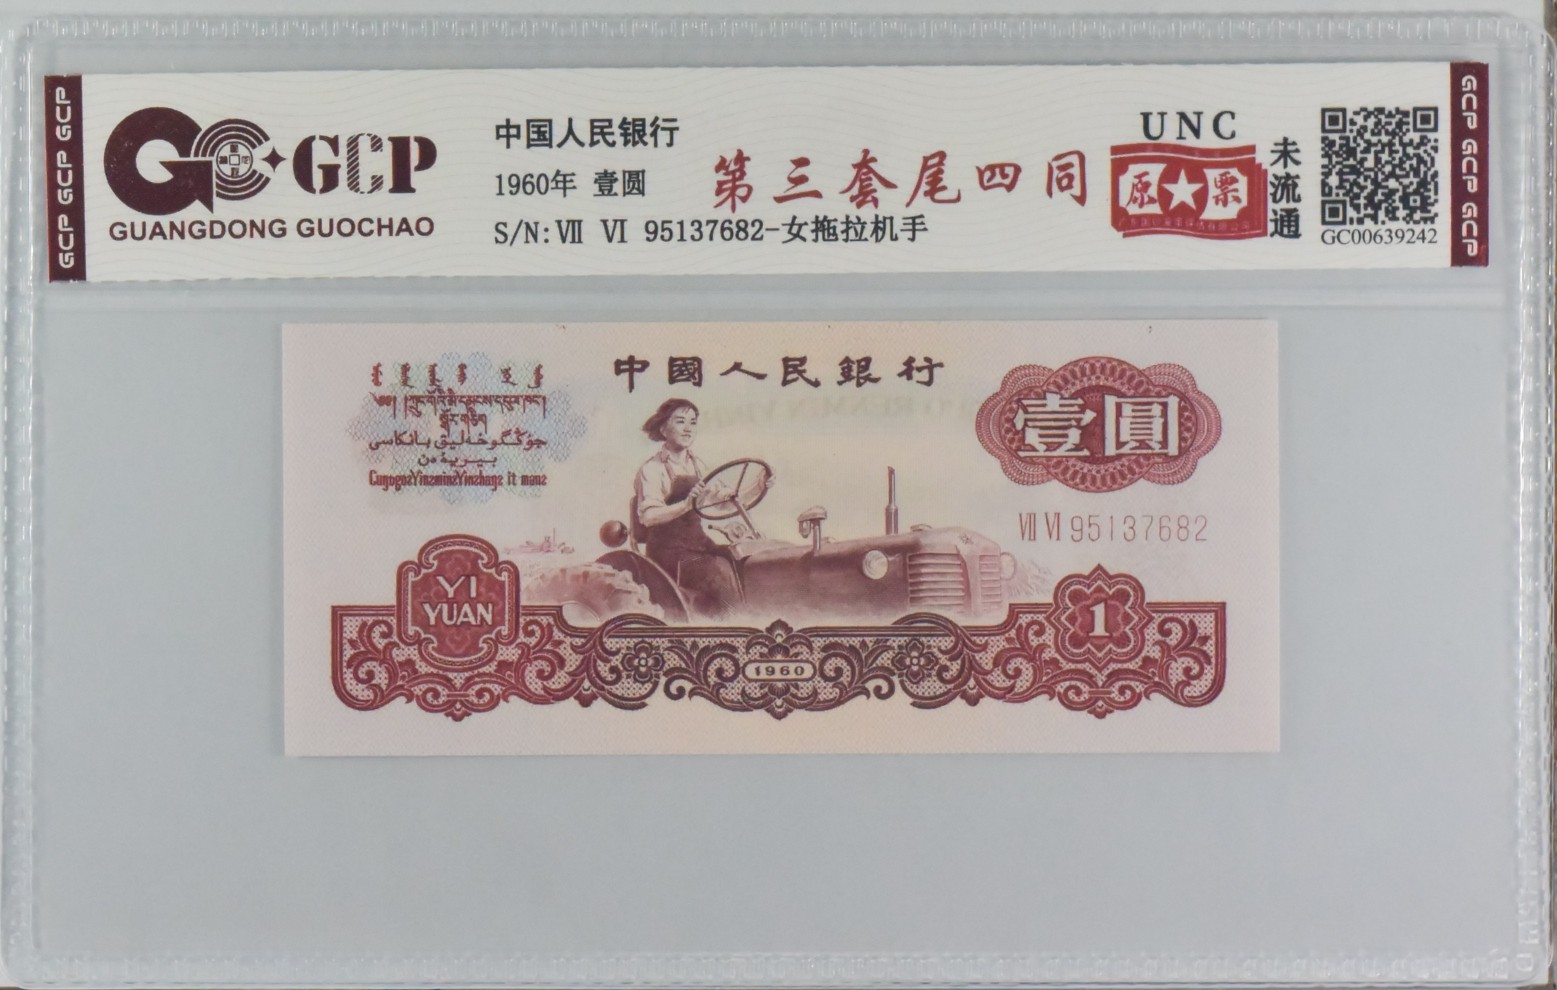 GCP GCP GCP
GCP
GUANGDONG GUOCHAO
中国人民银行
1960年 壹圆
S/N: Ⅶ Ⅵ 95137682-女拖拉机手
第三套尾四同
UNC
原票
未流通
GC00639242
GCP GCP GCP
中國人民銀行
壹圓
Ⅶ Ⅵ 95137682
YI
YUAN
1960
1